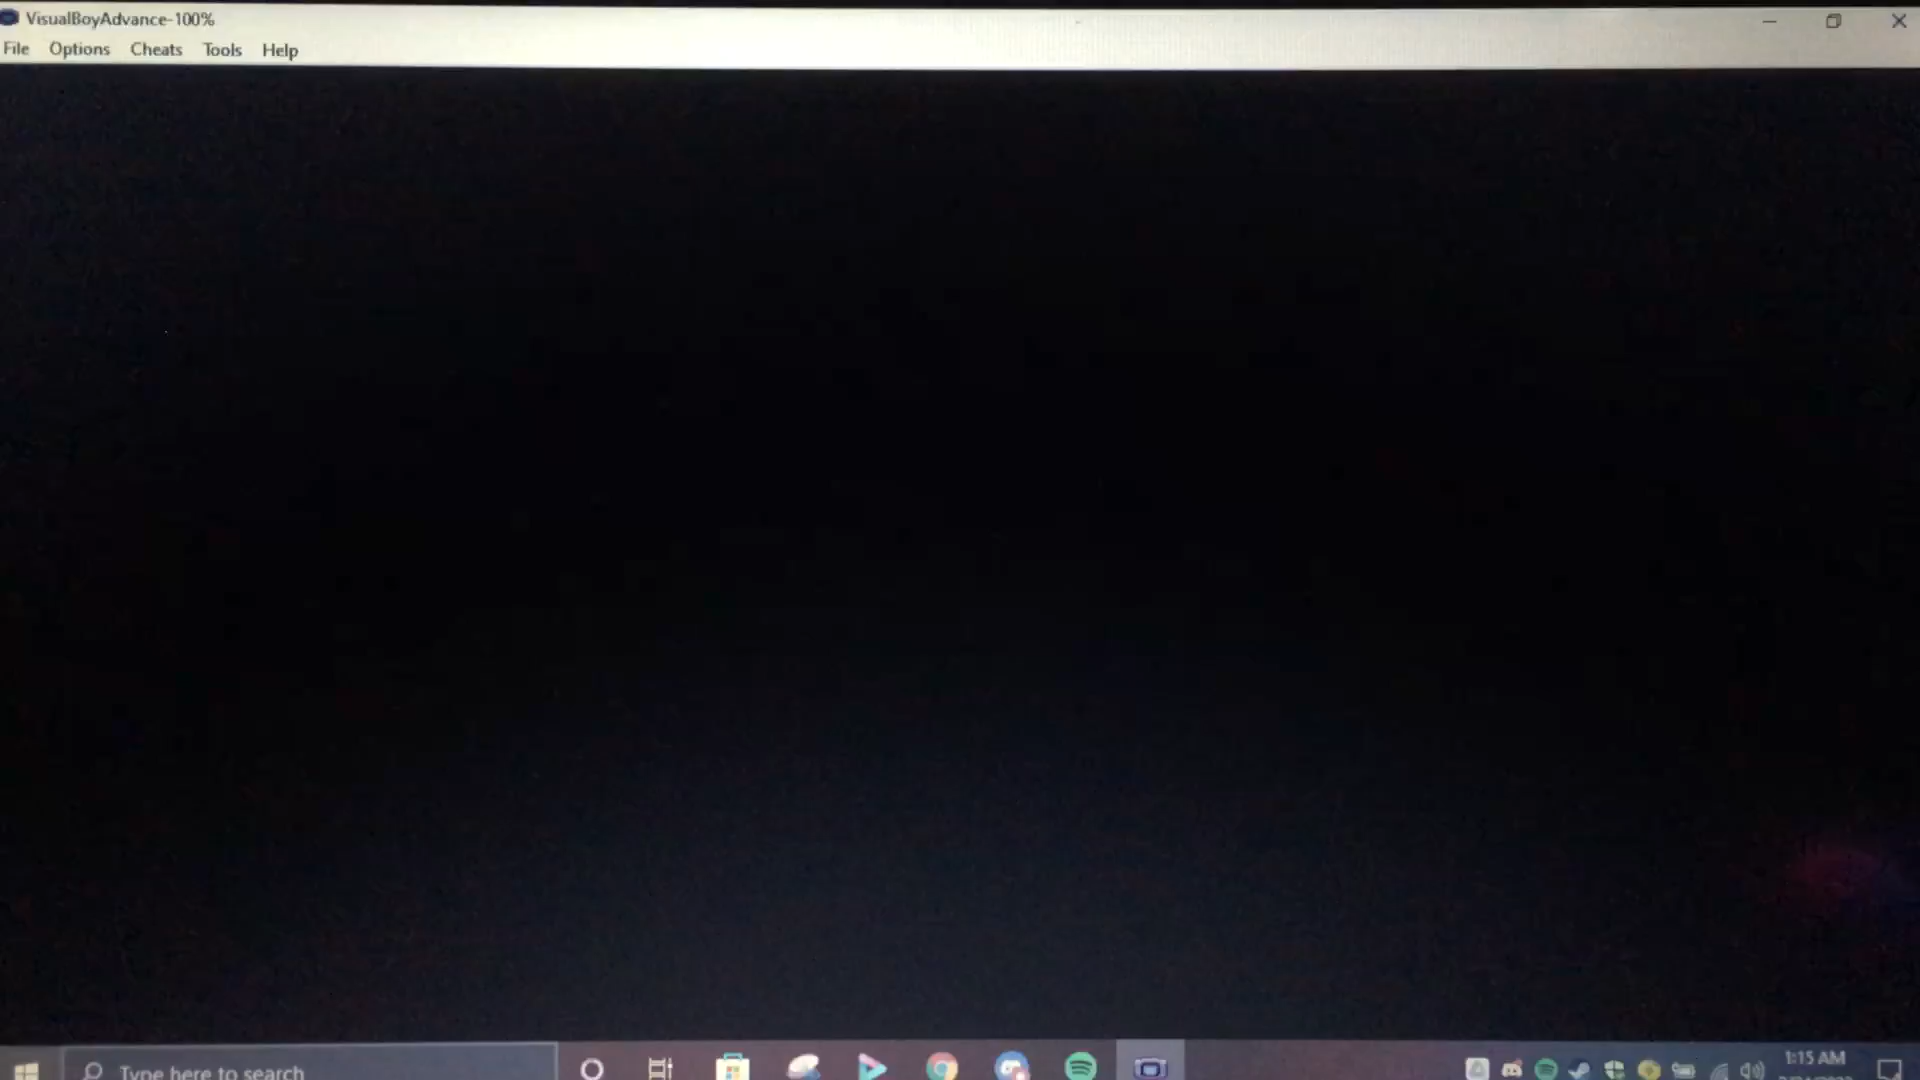 VisualBoyAdvance-100%
File Options Cheats Tools Help
Type here to search
1:15 AM